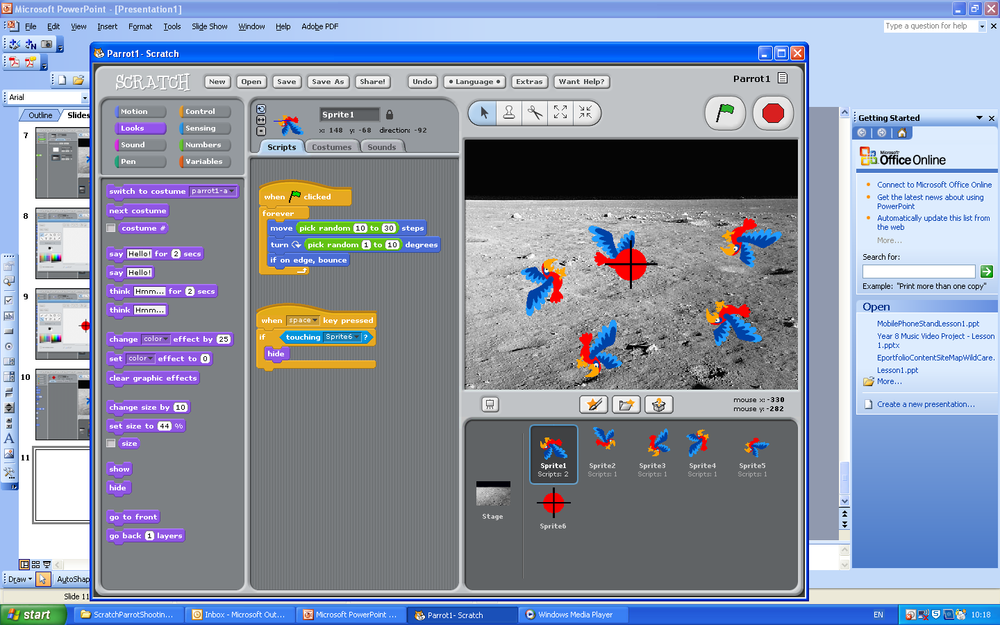 Microsoft PowerPoint - [Presentation1]
File Edit View Insert Format Tools Slide Show Window Help Adobe PDF
Type a question for help
Arial
Outline Slides
7
8
9
10
11
Draw AutoShap
Slide 11
Parrot1- Scratch
SCRATCH
New Open Save Save As Share! Undo • Language • Extras Want Help?
Parrot1
Motion Control
Looks Sensing
Sound Numbers
Pen Variables
switch to costume parrot1-a
next costume
costume #
say Hello! for 2 secs
say Hello!
think Hmm... for 2 secs
think Hmm...
change color effect by 25
set color effect to 0
clear graphic effects
change size by 10
set size to 44 %
size
show
hide
go to front
go back 1 layers
Sprite1
x: 148 y: -68 direction: -92
Scripts Costumes Sounds
when clicked
forever
move pick random 10 to 30 steps
turn pick random 1 to 10 degrees
if on edge, bounce
when space key pressed
if touching Sprite6 ?
hide
mouse x: -330
mouse y: -282
Sprite1 Sprite2 Sprite3 Sprite4 Sprite5
Scripts: 2 Scripts: 1 Scripts: 1 Scripts: 1 Scripts: 1
Stage
Sprite6
Getting Started
Microsoft
Office Online
Connect to Microsoft Office Online
Get the latest news about using
PowerPoint
Automatically update this list from
the web
More...
Search for:
Example: "Print more than one copy"
Open
MobilePhoneStandLesson1.ppt
Year 8 Music Video Project - Lesson
1.pptx
EportfolioContentSiteMapWildCare.
Lesson1.ppt
More...
Create a new presentation...
start
ScratchParrotShootin...
Inbox - Microsoft Out...
Microsoft PowerPoint ...
Parrot1- Scratch
Windows Media Player
EN
10:18